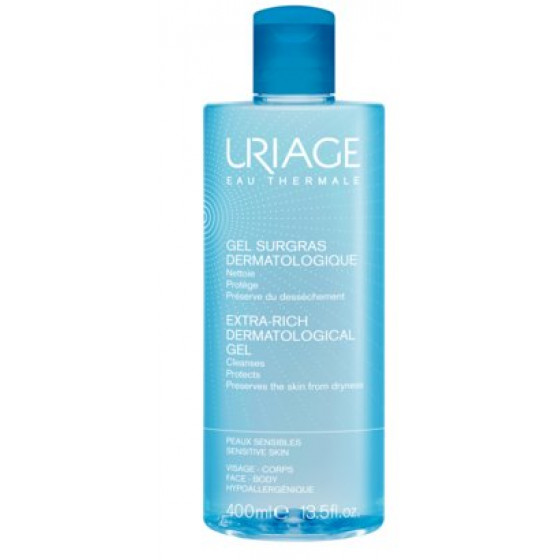 URIAGE
EAU THERMALE
GEL SURGRAS
DERMATOLOGIQUE
Nettoie
Protège
Préserve du dessèchement
EXTRA-RICH
DERMATOLOGICAL
GEL
Cleanses
Protects
Preserves the skin from dryness
PEAUX SENSIBLES
SENSITIVE SKIN
VISAGE - CORPS
FACE - BODY
HYPOALLERGÉNIQUE
400ml e 13.5fl.oz.